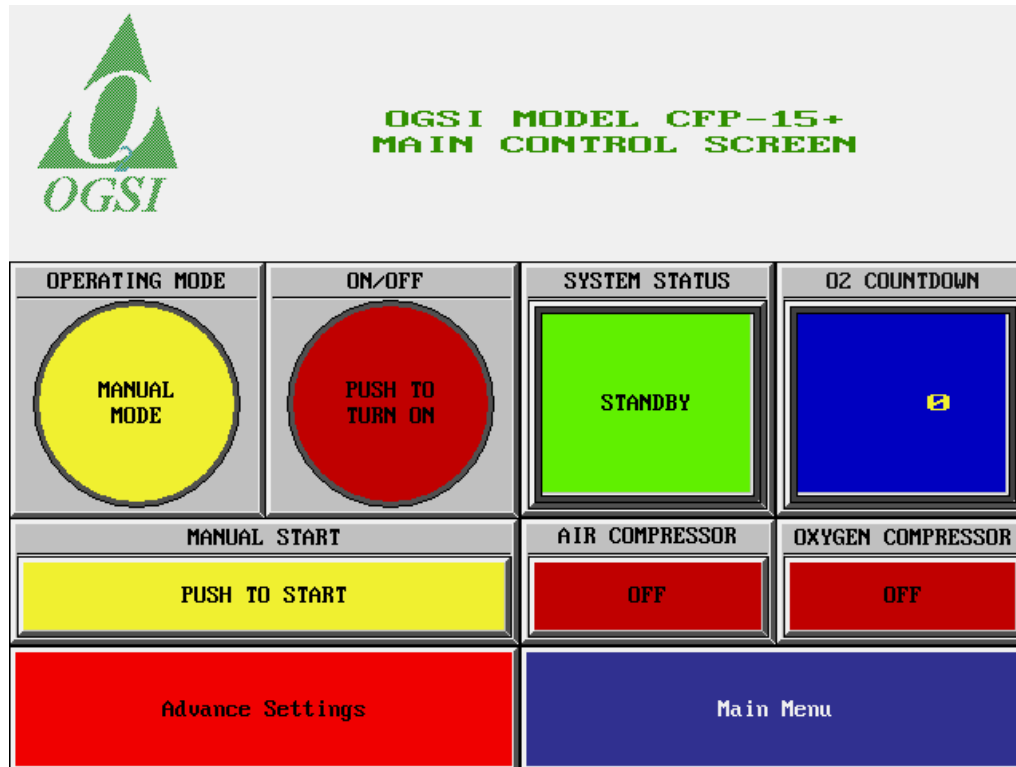 O2
OGSI
OGSI MODEL CFP-15+
MAIN CONTROL SCREEN
OPERATING MODE
ON/OFF
SYSTEM STATUS
O2 COUNTDOWN
MANUAL
MODE
PUSH TO
TURN ON
STANDBY
0
MANUAL START
AIR COMPRESSOR
OXYGEN COMPRESSOR
PUSH TO START
OFF
OFF
Advance Settings
Main Menu